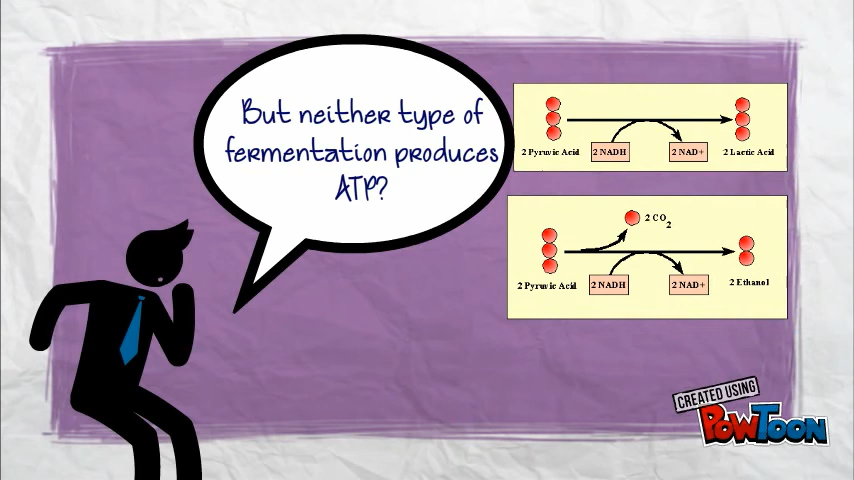 But neither type of
fermentation produces
ATP?
2 Pyruvic Acid
2 NADH
2 NAD+
2 Lactic Acid
2 CO2
2 Pyruvic Acid
2 NADH
2 NAD+
2 Ethanol
CREATED USING
POWTOON